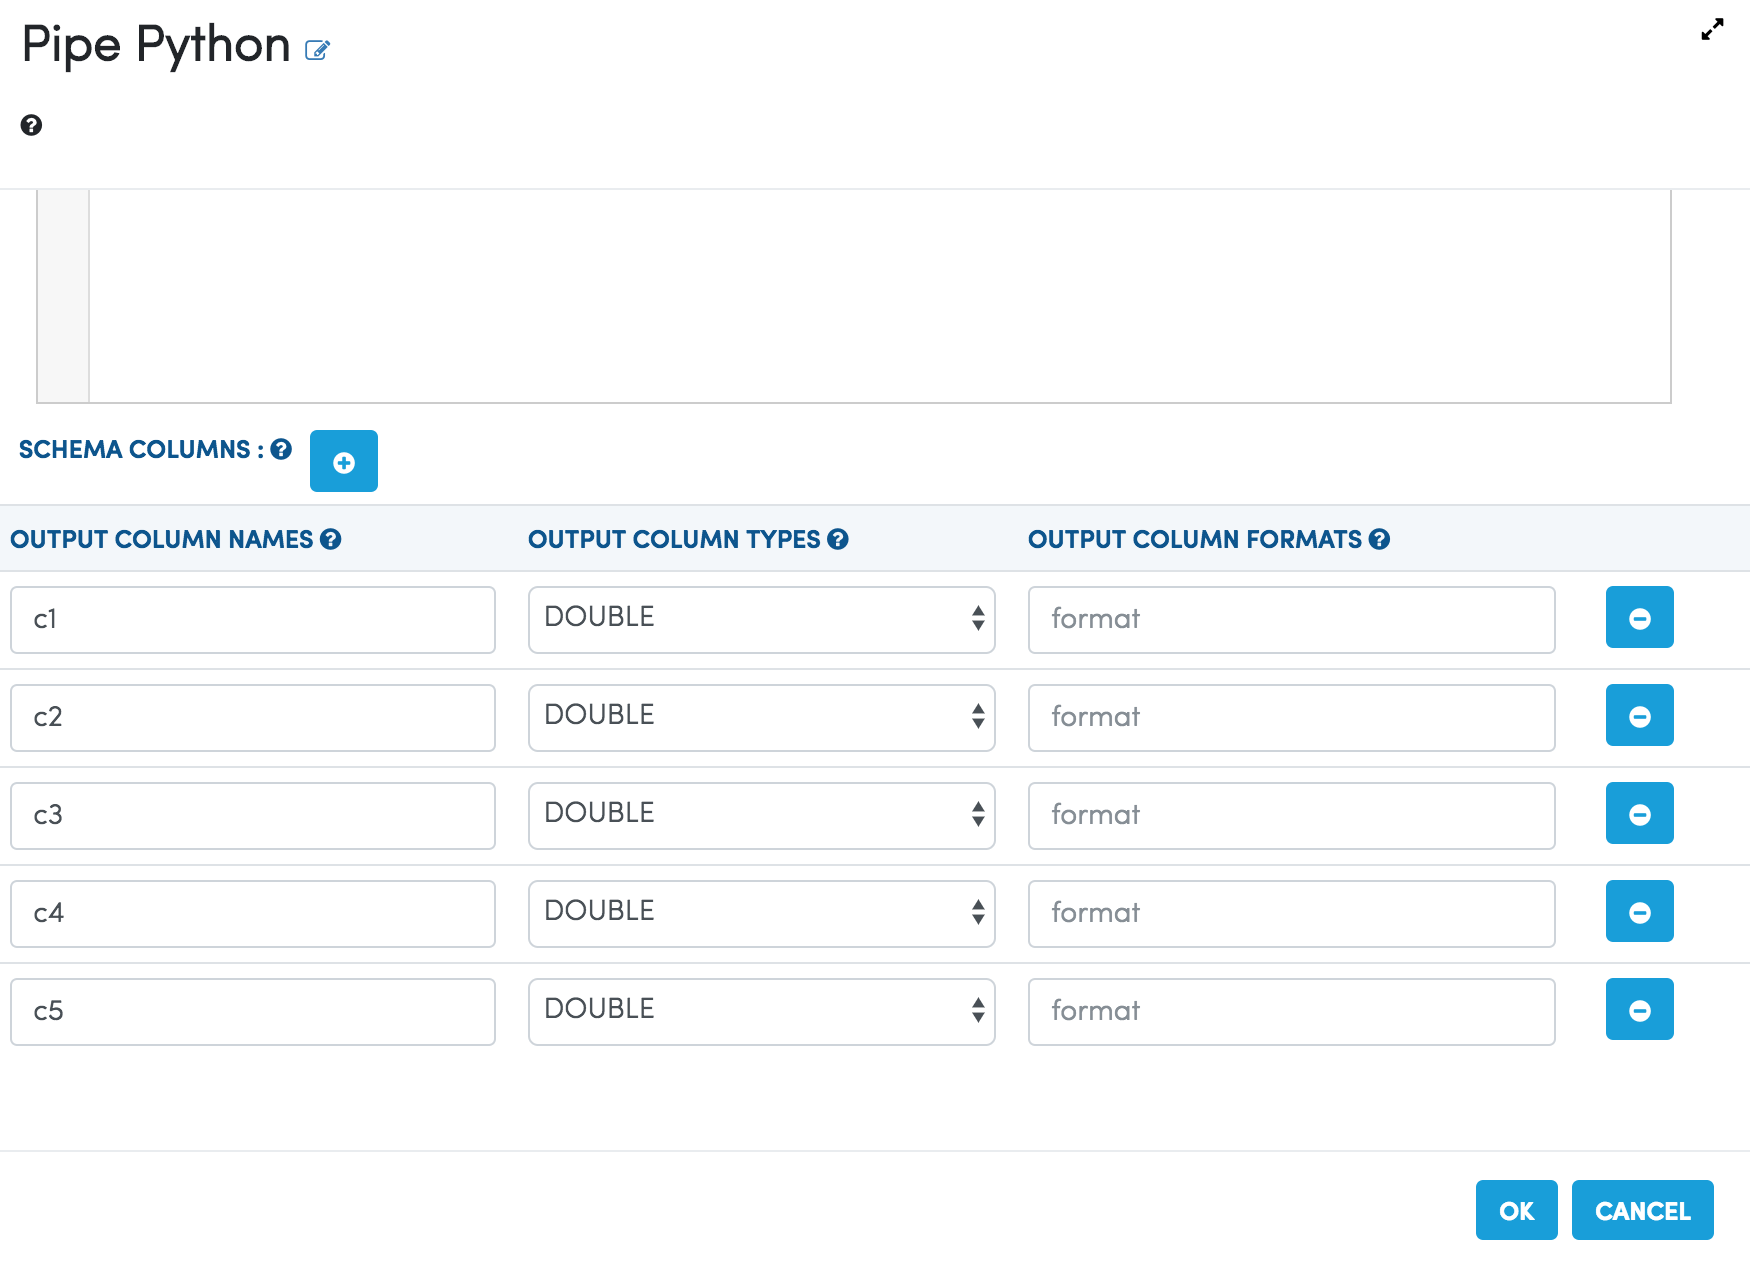 Pipe Python
SCHEMA COLUMNS :
OUTPUT COLUMN NAMES OUTPUT COLUMN TYPES OUTPUT COLUMN FORMATS
c1 DOUBLE format
c2 DOUBLE format
c3 DOUBLE format
c4 DOUBLE format
c5 DOUBLE format
OK CANCEL